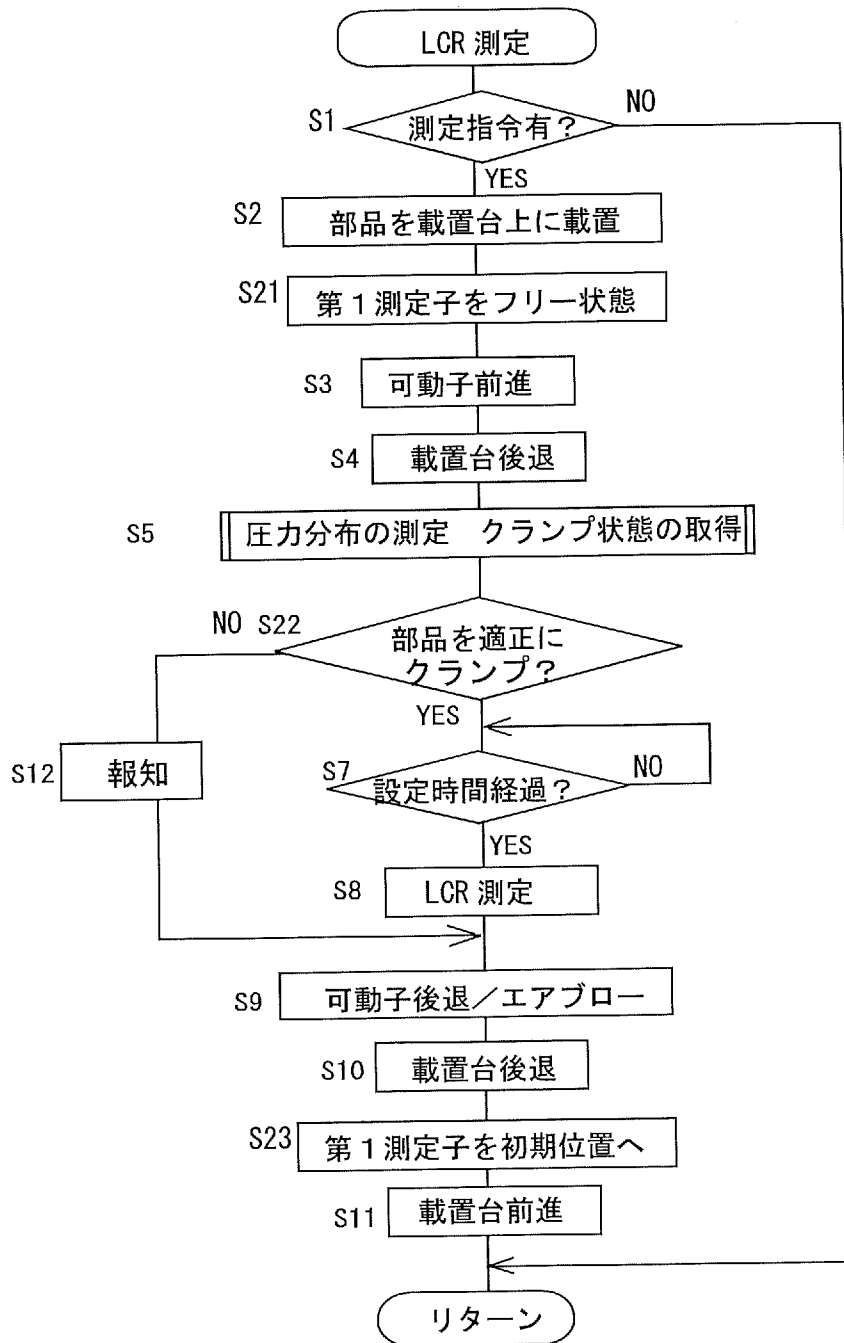 LCR 測定
S1
測定指令有?
NO
YES
S2
部品を載置台上に載置
S21
第1測定子をフリー状態
S3
可動子前進
S4
載置台後退
S5
圧力分布の測定 クランプ状態の取得
NO
S22
部品を適正に
クランプ?
YES
S12
報知
S7
設定時間経過?
NO
YES
S8
LCR 測定
S9
可動子後退/エアブロー
S10
載置台後退
S23
第1測定子を初期位置へ
S11
載置台前進
リターン